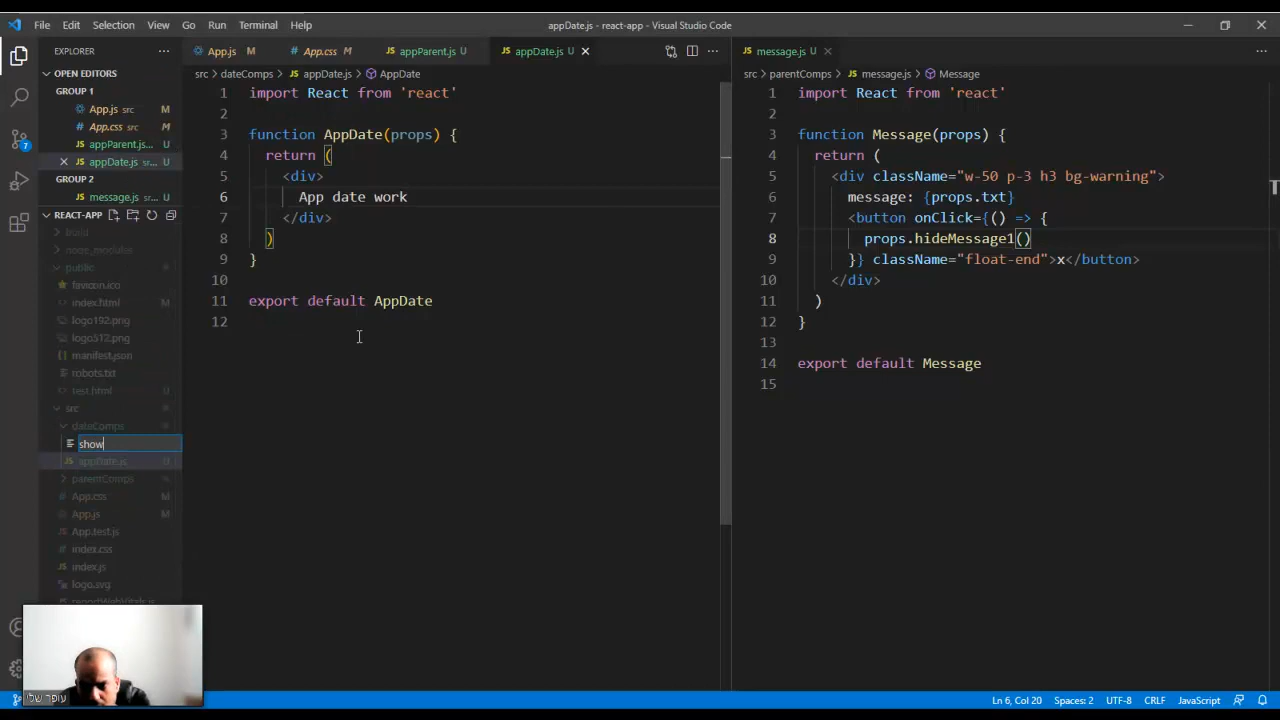 File Edit Selection View Go Run Terminal Help
appDate.js - react-app - Visual Studio Code
EXPLORER
OPEN EDITORS
GROUP 1
App.js src M
App.css src M
appParent.js... U
appDate.js src... U
GROUP 2
message.js src... U
REACT-APP
build
node_modules
public
favicon.ico
index.html
logo192.png
logo512.png
manifest.json
robots.txt
test.html U
src
dateComps
show
appDate.js U
parentComps
App.css M
App.js M
App.test.js
index.css
index.js
logo.svg
reportWebVitals.js
7
עופר שלי
App.js M App.css M appParent.js U appDate.js U
src > dateComps > appDate.js > AppDate
1 import React from 'react'
2
3 function AppDate(props) {
4 return (
5 <div>
6 App date work
7 </div>
8 )
9 }
10
11 export default AppDate
12
message.js U
src > parentComps > message.js > Message
1 import React from 'react'
2
3 function Message(props) {
4 return (
5 <div className="w-50 p-3 h3 bg-warning">
6 message: {props.txt}
7 <button onClick={() => {
8 props.hideMessage1()
9 }} className="float-end">x</button>
10 </div>
11 )
12 }
13
14 export default Message
15
Ln 6, Col 20 Spaces: 2 UTF-8 CRLF JavaScript